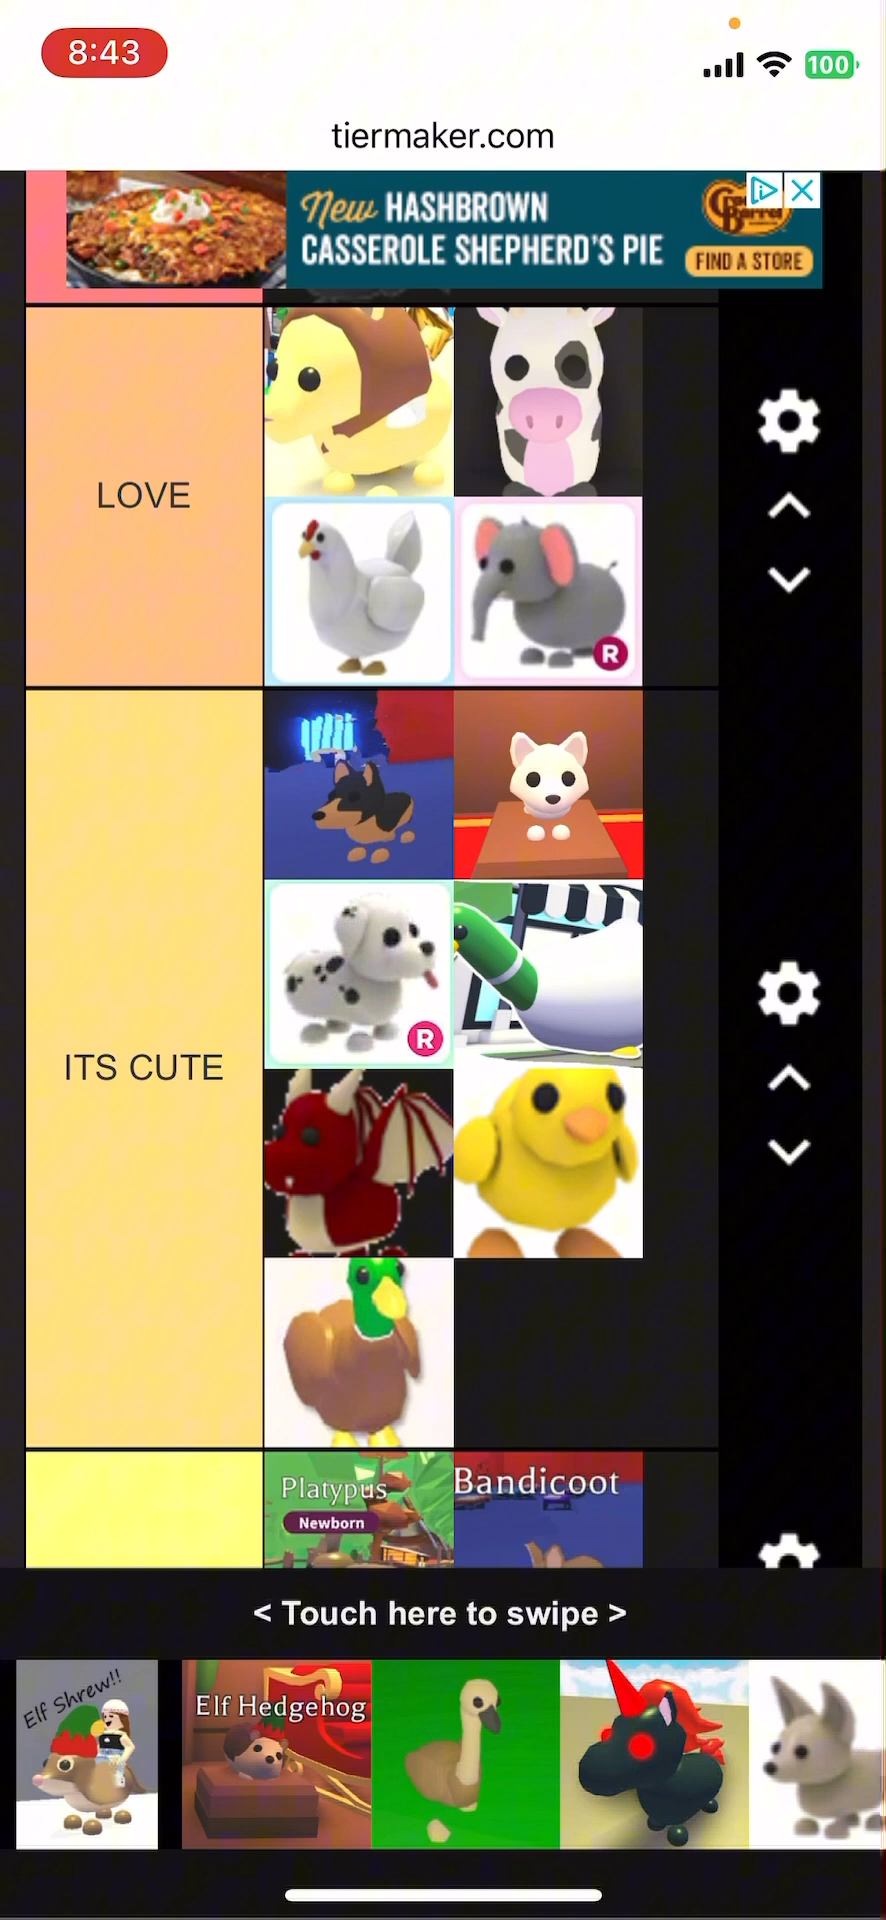 8:43
100
tiermaker.com
New HASHBROWN
CASSEROLE SHEPHERD'S PIE
FIND A STORE
LOVE
R
ITS CUTE
R
Platypus
Newborn
Bandicoot
< Touch here to swipe >
Elf Shrew!!
Elf Hedgehog